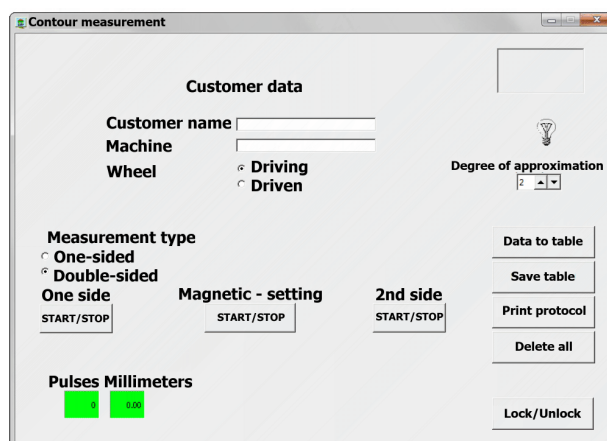 Contour measurement
Customer data
Customer name
Machine
Wheel
Driving
Driven
Degree of approximation
2
Measurement type
One-sided
Double-sided
One side
Magnetic - setting
2nd side
START/STOP
START/STOP
START/STOP
Data to table
Save table
Print protocol
Delete all
Lock/Unlock
Pulses Millimeters
0
0.00